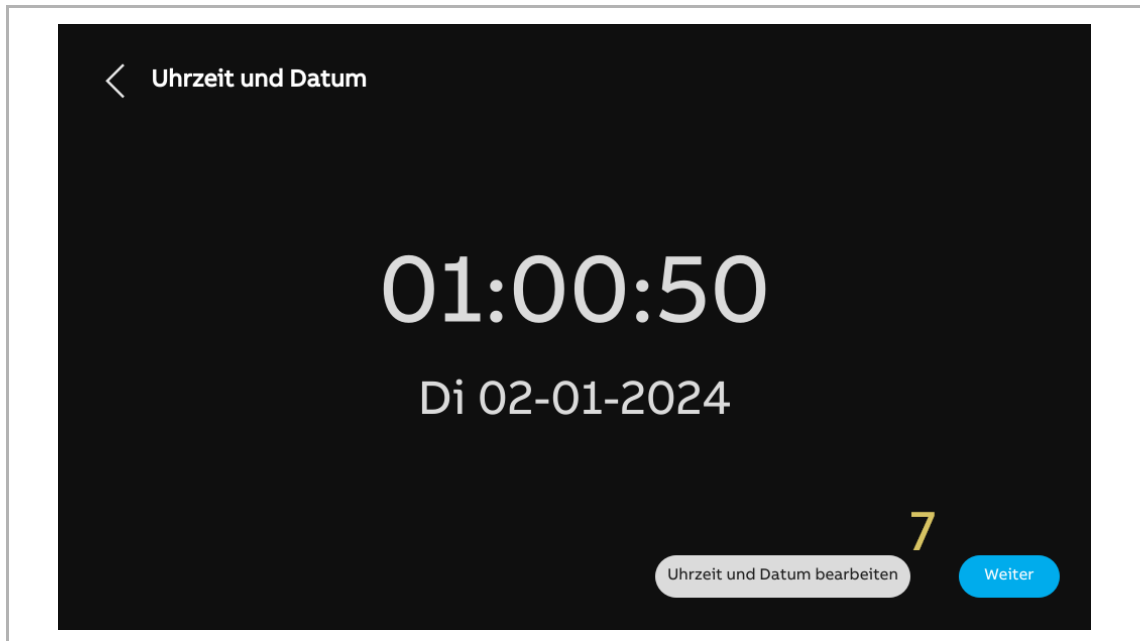 Uhrzeit und Datum
01:00:50
Di 02-01-2024
7
Uhrzeit und Datum bearbeiten
Weiter